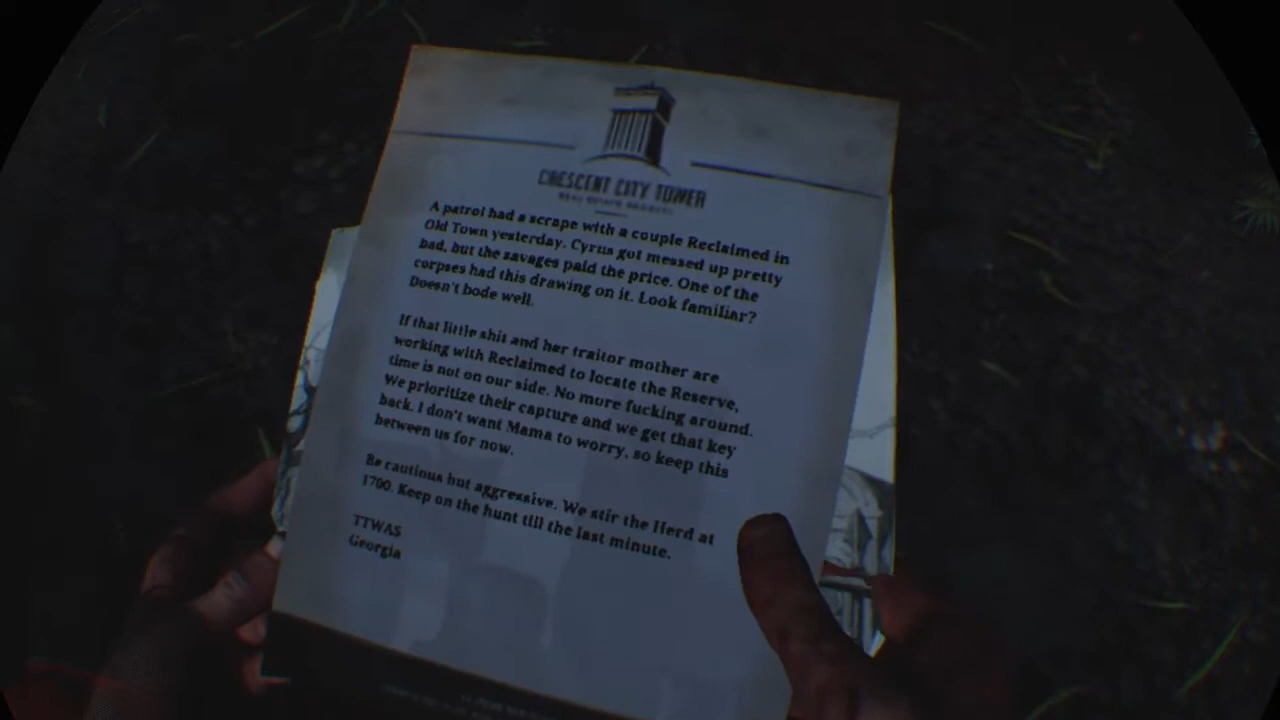 CRESCENT CITY TOWER
A patrol had a scrape with a couple Reclaimed in
Old Town yesterday. Cyrus got messed up pretty
bad, but the savages paid the price. One of the
corpses had this drawing on it. Look familiar?
Doesn't bode well.
If that little shit and her traitor mother are
working with Reclaimed to locate the Reserve,
time is not on our side. No more fucking around.
We prioritize their capture and we get that key
back. I don't want Mama to worry, so keep this
between us for now.
Be cautious but aggressive. We stir the Herd at
1700. Keep on the hunt till the last minute.
TTWAS
Georgia